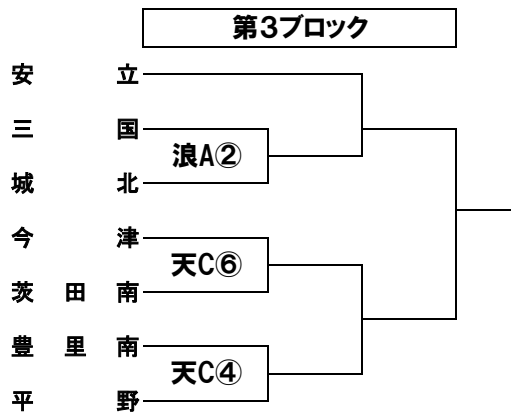 第3ブロック
安立
三国
浪A②
城北
今津
天C⑥
茨田南
豊里南
天C④
平野